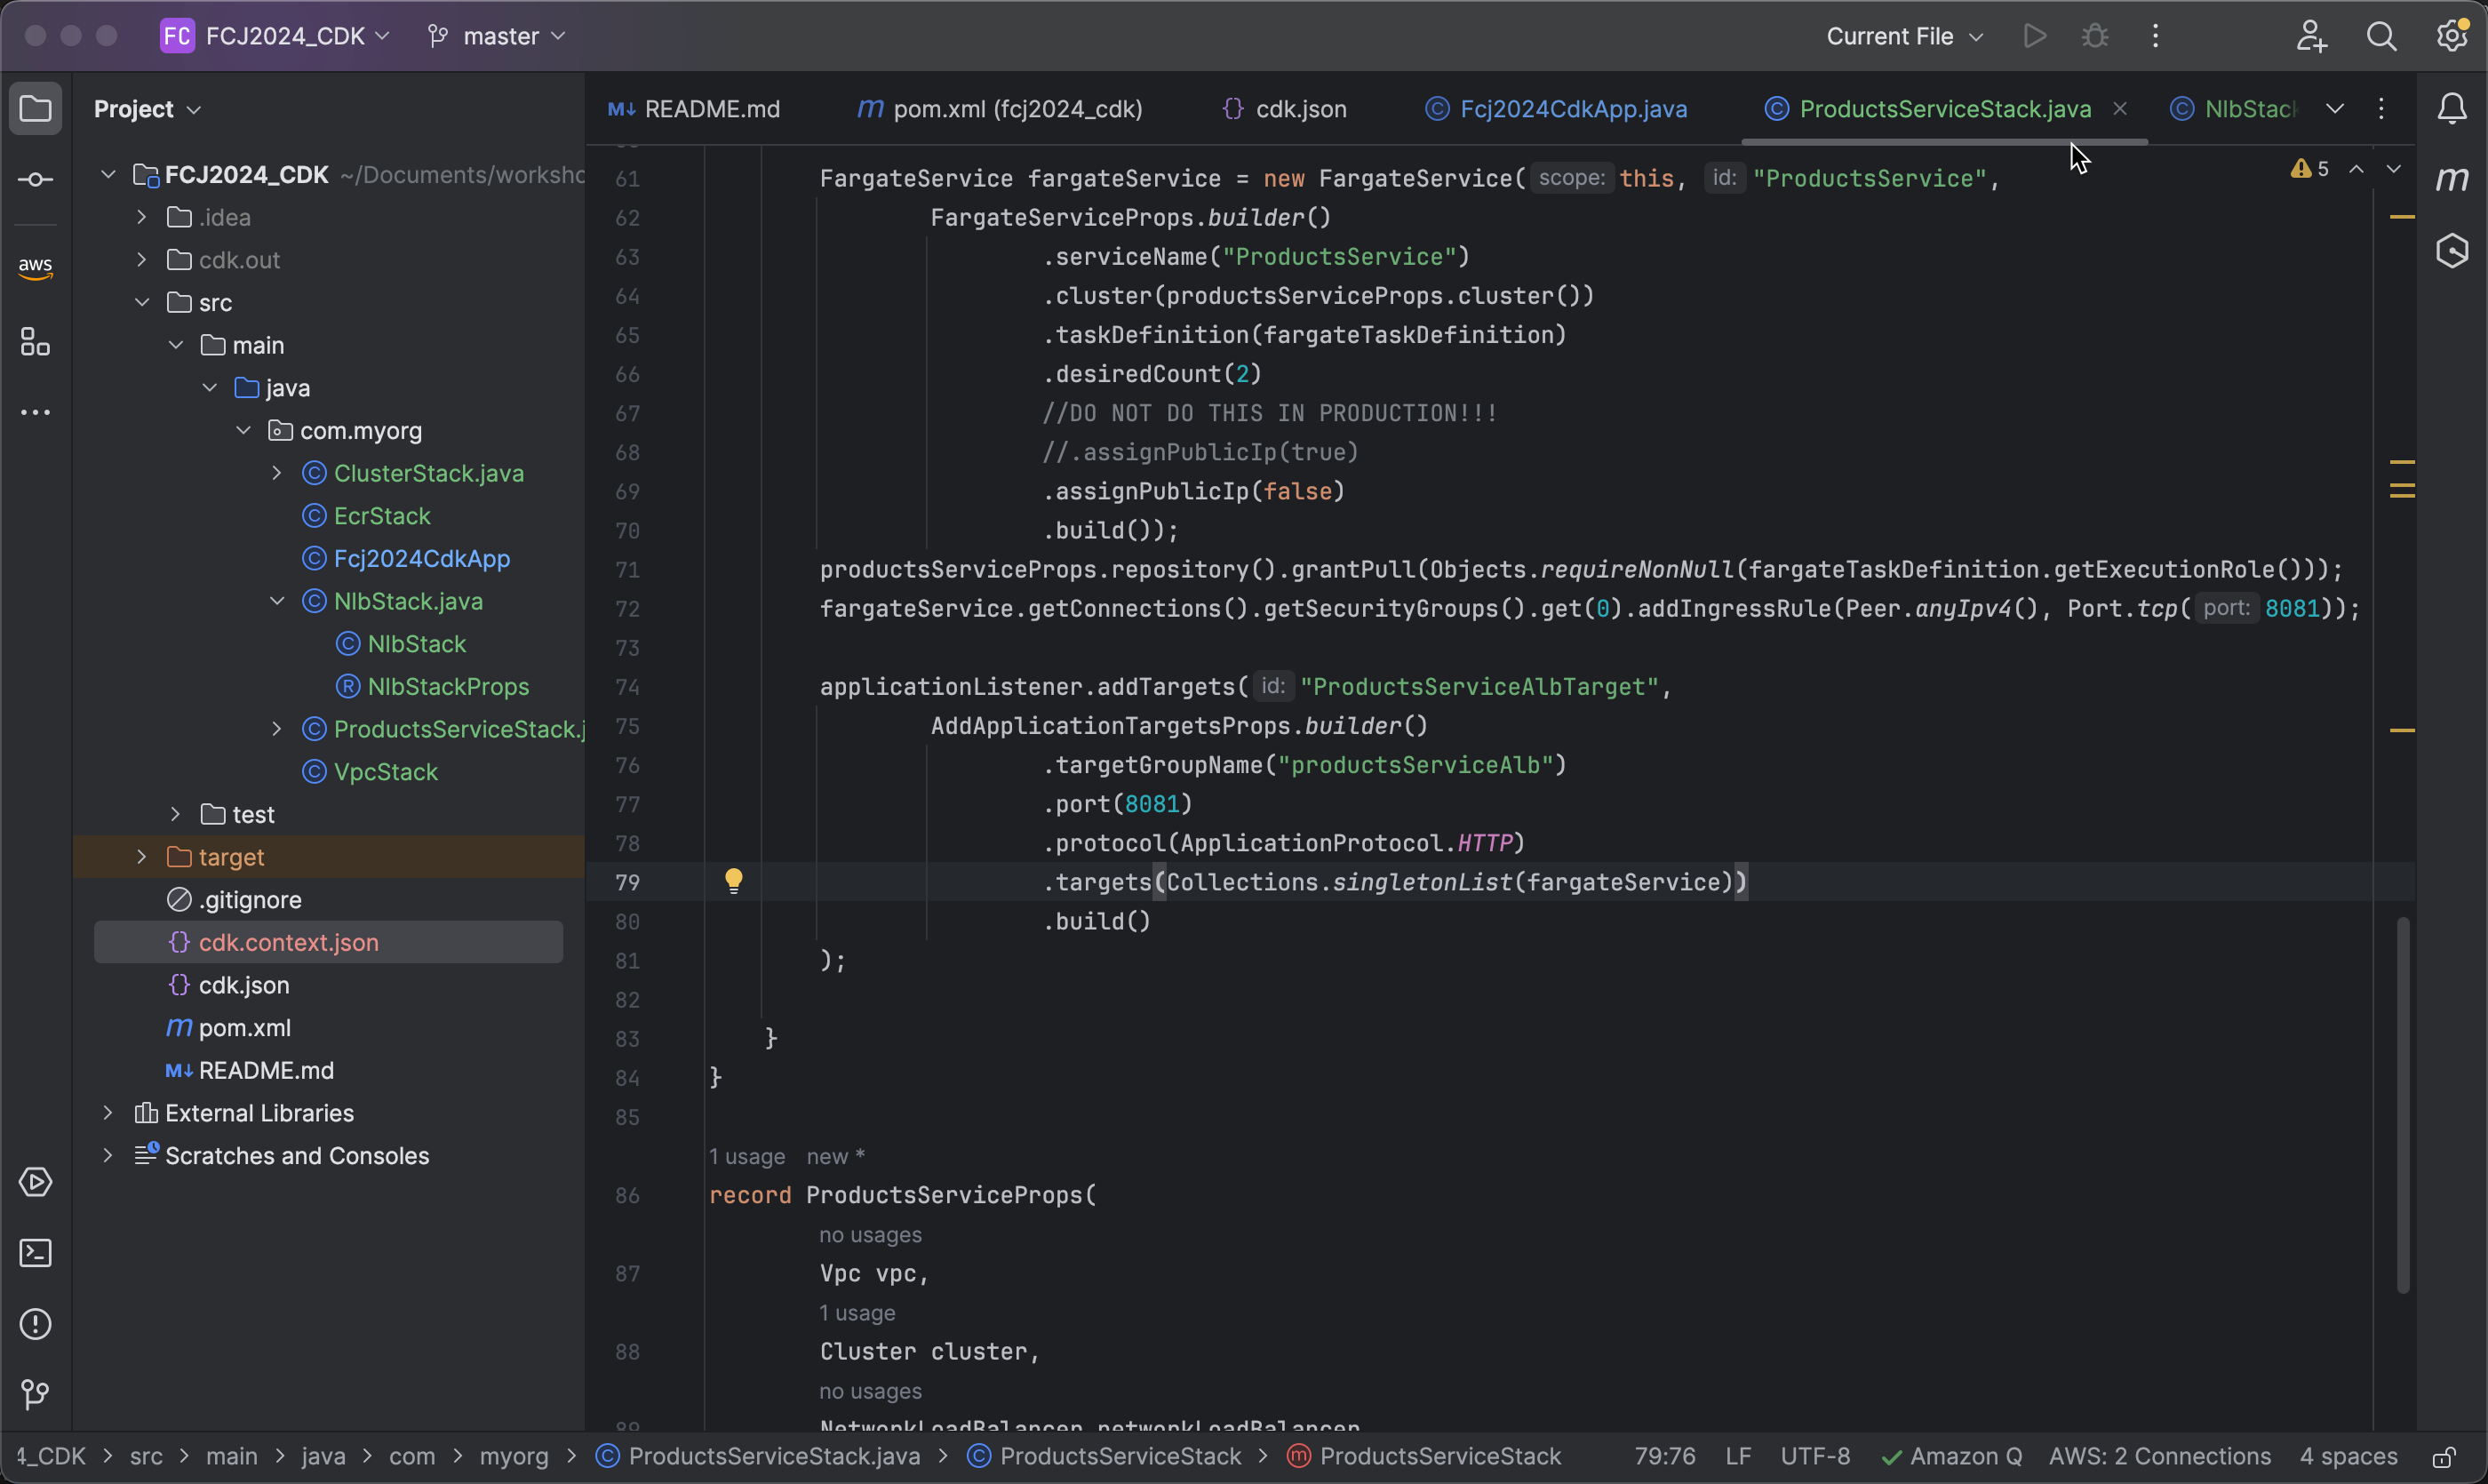 FC FCJ2024_CDK master Current File
Project
README.md pom.xml (fcj2024_cdk) cdk.json Fcj2024CdkApp.java ProductsServiceStack.java NlbStack
FCJ2024_CDK ~/Documents/worksho
.idea
cdk.out
src
main
java
com.myorg
ClusterStack.java
EcrStack
Fcj2024CdkApp
NlbStack.java
NlbStack
NlbStackProps
ProductsServiceStack.j
VpcStack
test
target
.gitignore
cdk.context.json
cdk.json
pom.xml
README.md
External Libraries
Scratches and Consoles
aws
5
61 FargateService fargateService = new FargateService( scope: this, id: "ProductsService",
62 FargateServiceProps.builder()
63 .serviceName("ProductsService")
64 .cluster(productsServiceProps.cluster())
65 .taskDefinition(fargateTaskDefinition)
66 .desiredCount(2)
67 //DO NOT DO THIS IN PRODUCTION!!!
68 //.assignPublicIp(true)
69 .assignPublicIp(false)
70 .build());
71 productsServiceProps.repository().grantPull(Objects.requireNonNull(fargateTaskDefinition.getExecutionRole()));
72 fargateService.getConnections().getSecurityGroups().get(0).addIngressRule(Peer.anyIpv4(), Port.tcp( port: 8081));
73
74 applicationListener.addTargets( id: "ProductsServiceAlbTarget",
75 AddApplicationTargetsProps.builder()
76 .targetGroupName("productsServiceAlb")
77 .port(8081)
78 .protocol(ApplicationProtocol.HTTP)
79 .targets(Collections.singletonList(fargateService))
80 .build()
81 );
82
83 }
84 }
85
1 usage new *
86 record ProductsServiceProps(
no usages
87 Vpc vpc,
1 usage
88 Cluster cluster,
no usages
89 NetworkLoadBalancer networkLoadBalancer
4_CDK > src > main > java > com > myorg > ProductsServiceStack.java > ProductsServiceStack > ProductsServiceStack 79:76 LF UTF-8 Amazon Q AWS: 2 Connections 4 spaces